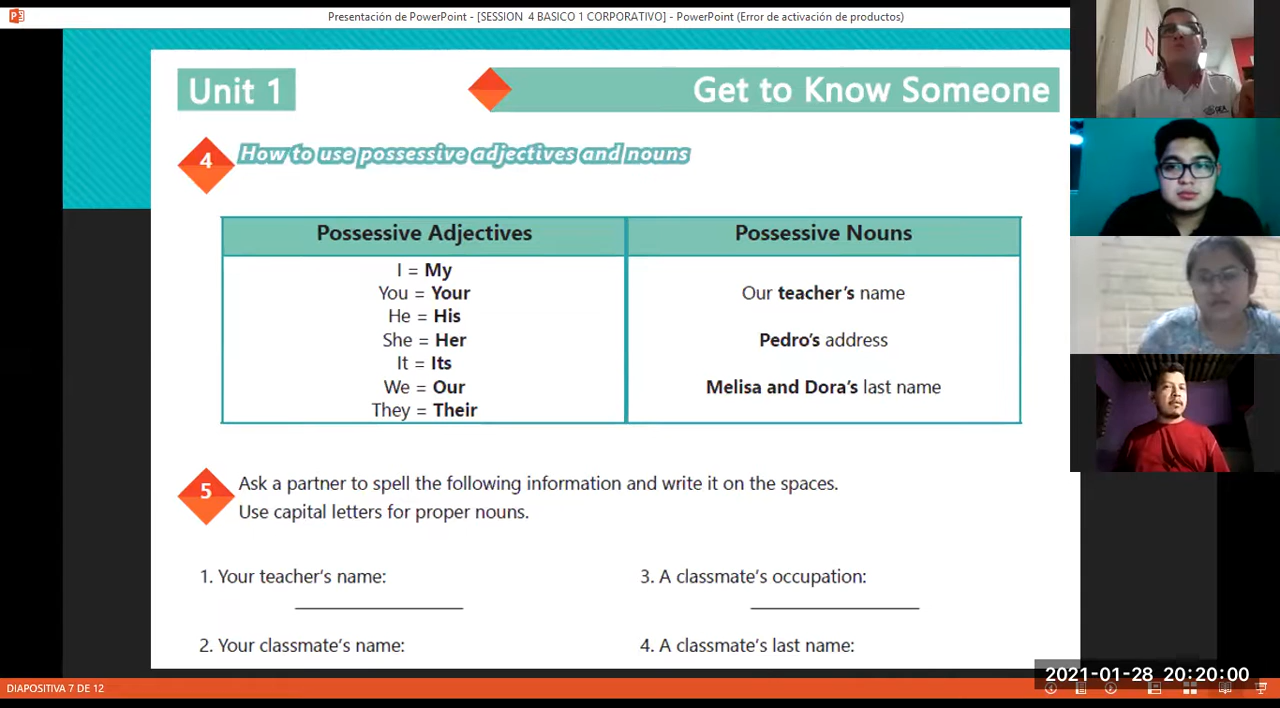 Presentación de PowerPoint - [SESSION 4 BASICO 1 CORPORATIVO] - PowerPoint (Error de activación de productos)
Unit 1
Get to Know Someone
4 How to use possessive adjectives and nouns
Possessive Adjectives
I = My
You = Your
He = His
She = Her
It = Its
We = Our
They = Their
Possessive Nouns
Our teacher's name
Pedro's address
Melisa and Dora's last name
5 Ask a partner to spell the following information and write it on the spaces.
Use capital letters for proper nouns.
1. Your teacher's name:
2. Your classmate's name:
3. A classmate's occupation:
4. A classmate's last name:
DIAPOSITIVA 7 DE 12
2021-01-28 20:20:00